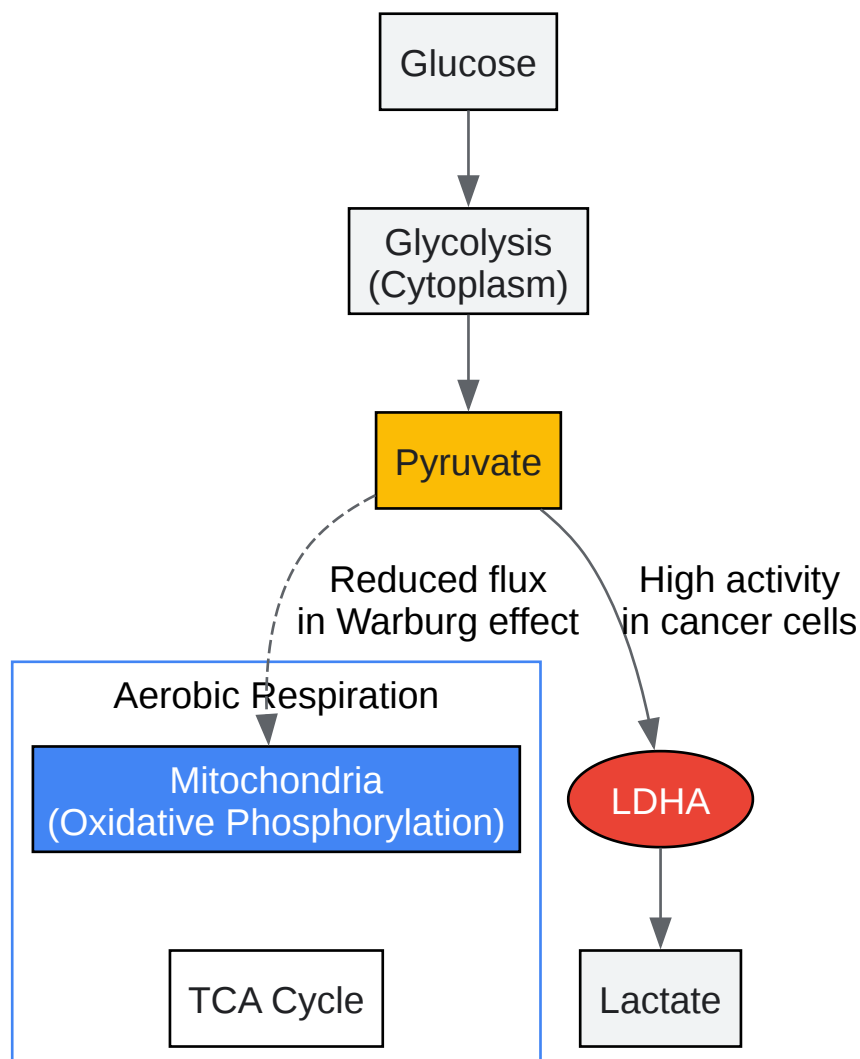 Glucose
Glycolysis
(Cytoplasm)
Pyruvate
Reduced flux
in Warburg effect
High activity
in cancer cells
Aerobic Respiration
Mitochondria
(Oxidative Phosphorylation)
LDHA
TCA Cycle
Lactate